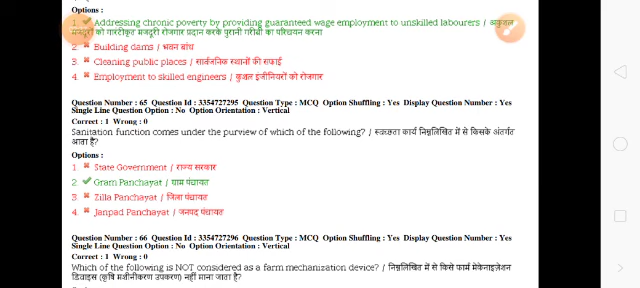 Options :
1. Addressing chronic poverty by providing guaranteed wage employment to unskilled labourers / अकुशल
मजदूरों को गारंटीकृत मजदूरी रोजगार प्रदान करके पुरानी गरीबी का परिचयन करना
2. Building dams / भवन बांध
3. Cleaning public places / सार्वजनिक स्थानों की सफाई
4. Employment to skilled engineers / कुशल इंजीनियरों को रोजगार
Question Number : 65 Question Id : 3354727295 Question Type : MCQ Option Shuffling : Yes Display Question Number : Yes
Single Line Question Option : No Option Orientation : Vertical
Correct : 1 Wrong : 0
Sanitation function comes under the purview of which of the following? / स्वच्छता कार्य निम्नलिखित में से किसके अंतर्गत
आता है?
Options :
1. State Government / राज्य सरकार
2. Gram Panchayat / ग्राम पंचायत
3. Zilla Panchayat / जिला पंचायत
4. Janpad Panchayat / जनपद पंचायत
Question Number : 66 Question Id : 3354727296 Question Type : MCQ Option Shuffling : Yes Display Question Number : Yes
Single Line Question Option : No Option Orientation : Vertical
Correct : 1 Wrong : 0
Which of the following is NOT considered as a farm mechanization device? / निम्नलिखित में से किसे फार्म मेकेनाइज़ेशन
डिवाइस (कृषि मशीनीकरण उपकरण) नहीं माना जाता है?